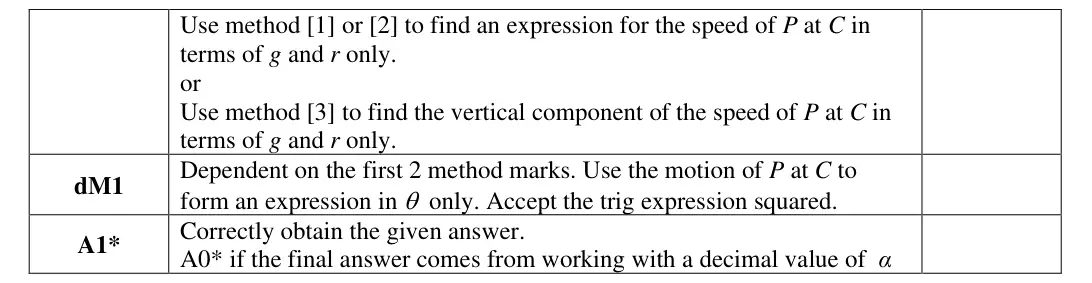 Use method [1] or [2] to find an expression for the speed of P at C in
terms of g and r only.
or
Use method [3] to find the vertical component of the speed of P at C in
terms of g and r only.
dM1
Dependent on the first 2 method marks. Use the motion of P at C to
form an expression in θ only. Accept the trig expression squared.
A1*
Correctly obtain the given answer.
A0* if the final answer comes from working with a decimal value of α